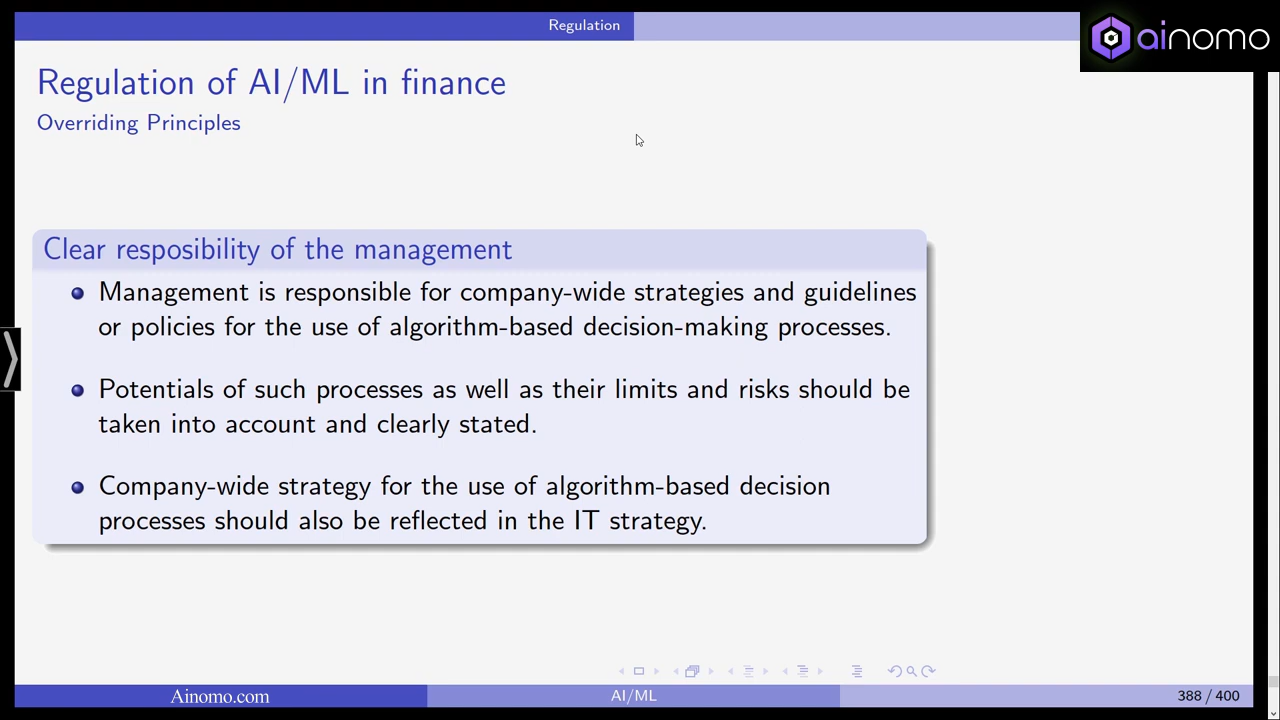 Regulation
ainomo
Regulation of AI/ML in finance
Overriding Principles
Clear resposibility of the management
Management is responsible for company-wide strategies and guidelines
or policies for the use of algorithm-based decision-making processes.
Potentials of such processes as well as their limits and risks should be
taken into account and clearly stated.
Company-wide strategy for the use of algorithm-based decision
processes should also be reflected in the IT strategy.
Ainomo.com
AI/ML
388 / 400